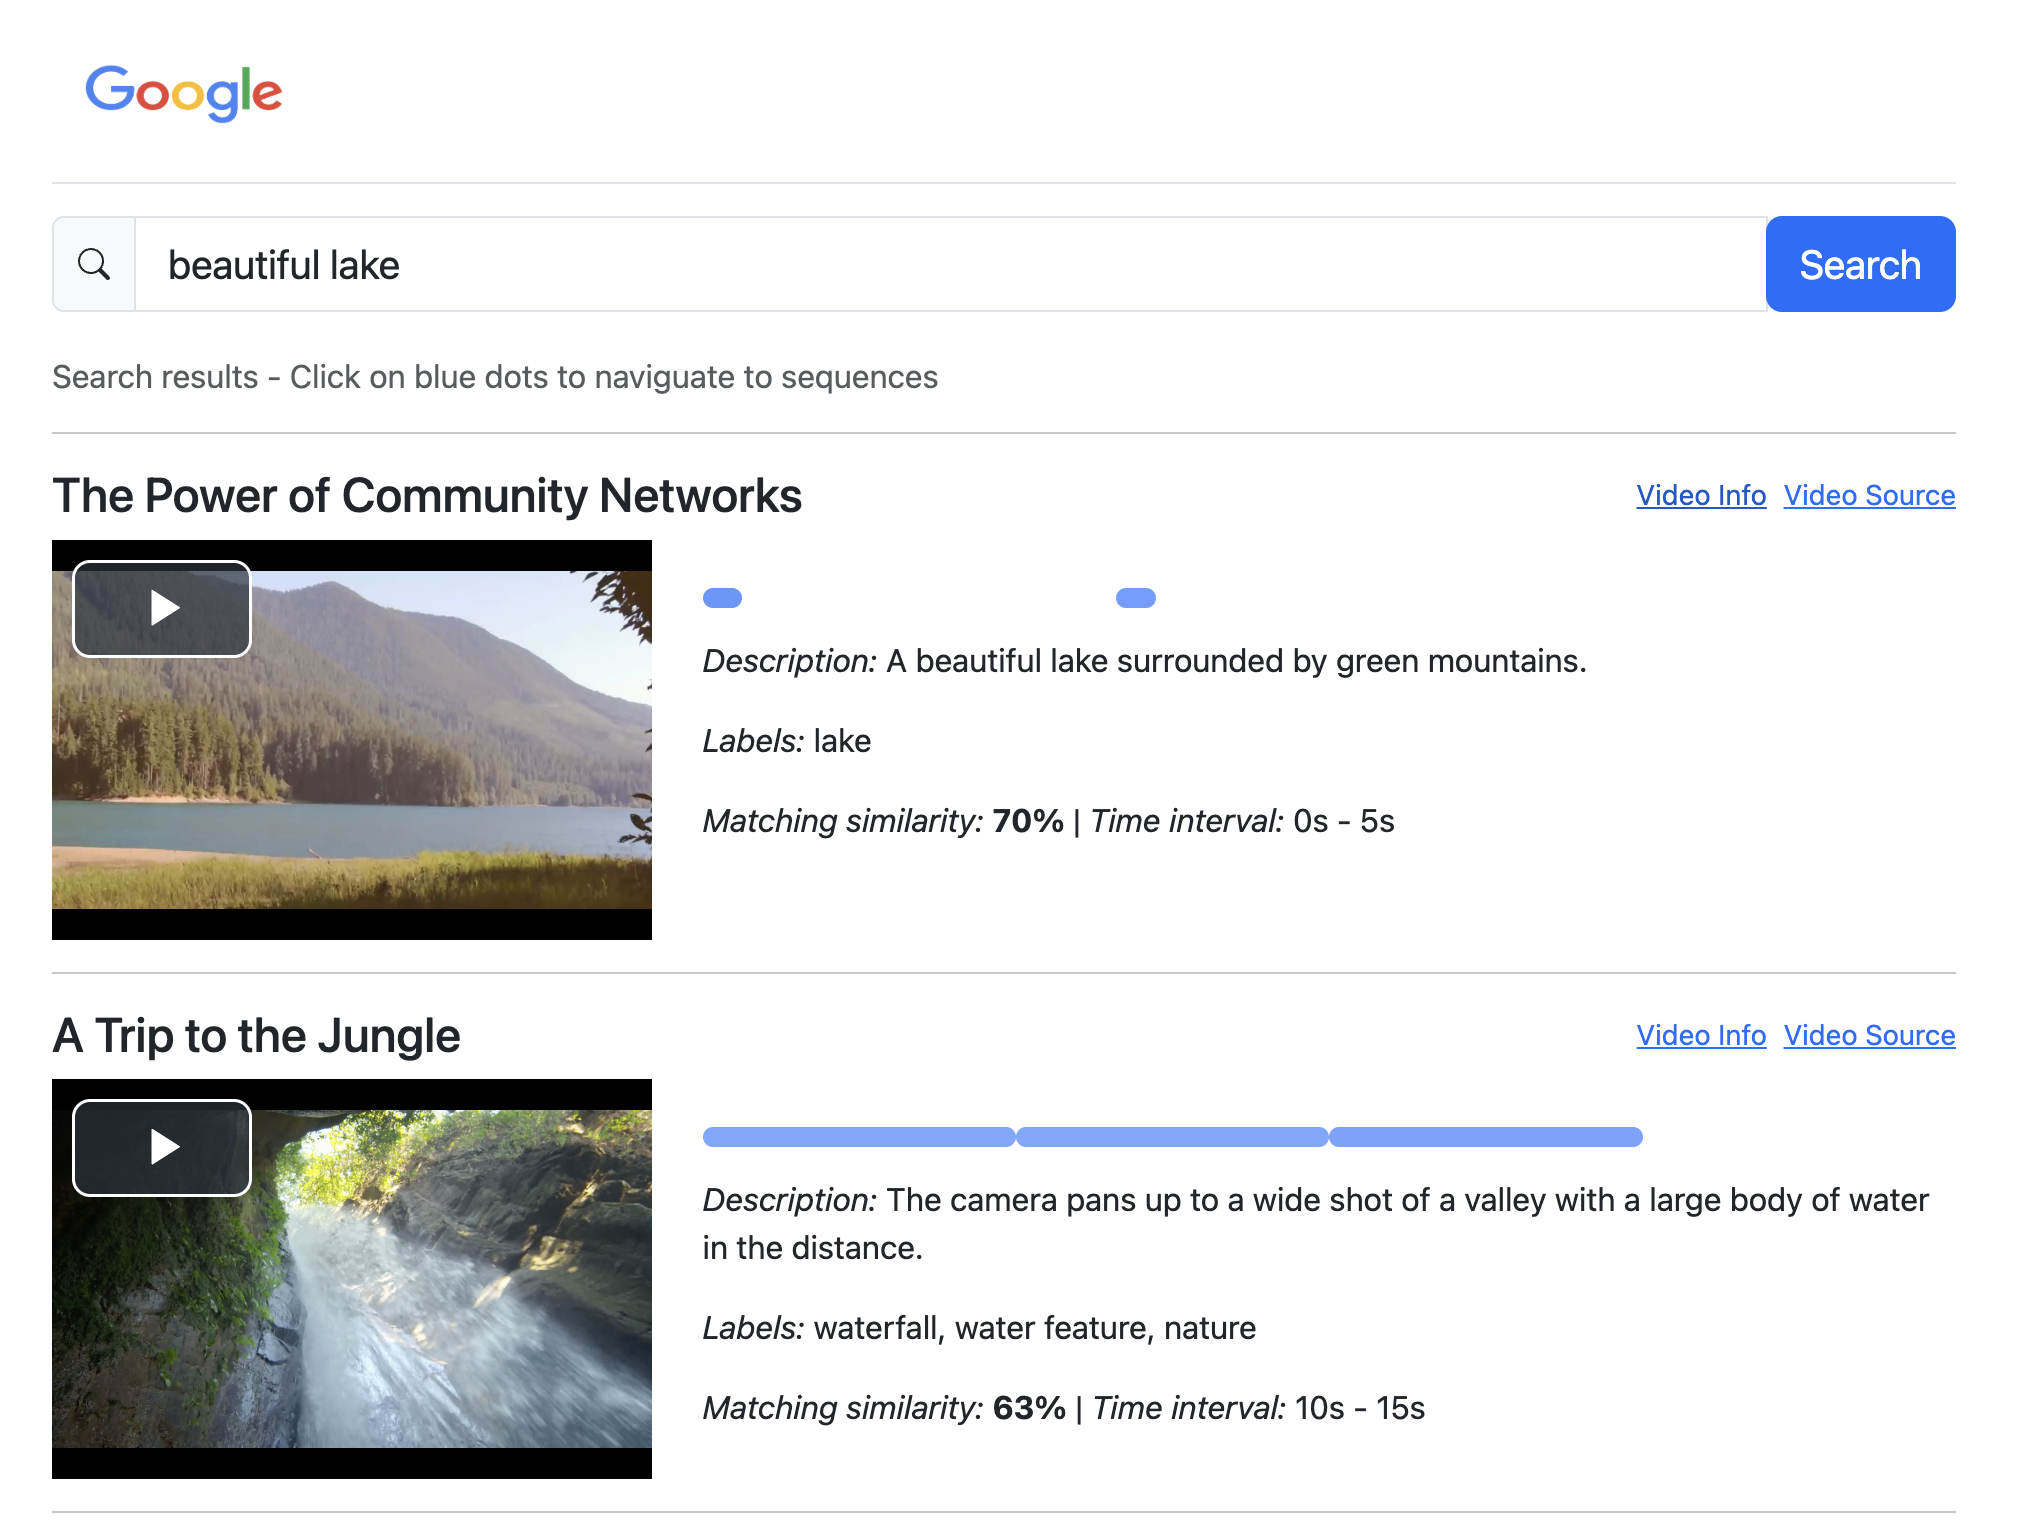 Google
beautiful lake
Search
Search results - Click on blue dots to naviguate to sequences
The Power of Community Networks
Video Info Video Source
Description: A beautiful lake surrounded by green mountains.
Labels: lake
Matching similarity: 70% | Time interval: 0s - 5s
A Trip to the Jungle
Video Info Video Source
Description: The camera pans up to a wide shot of a valley with a large body of water
in the distance.
Labels: waterfall, water feature, nature
Matching similarity: 63% | Time interval: 10s - 15s